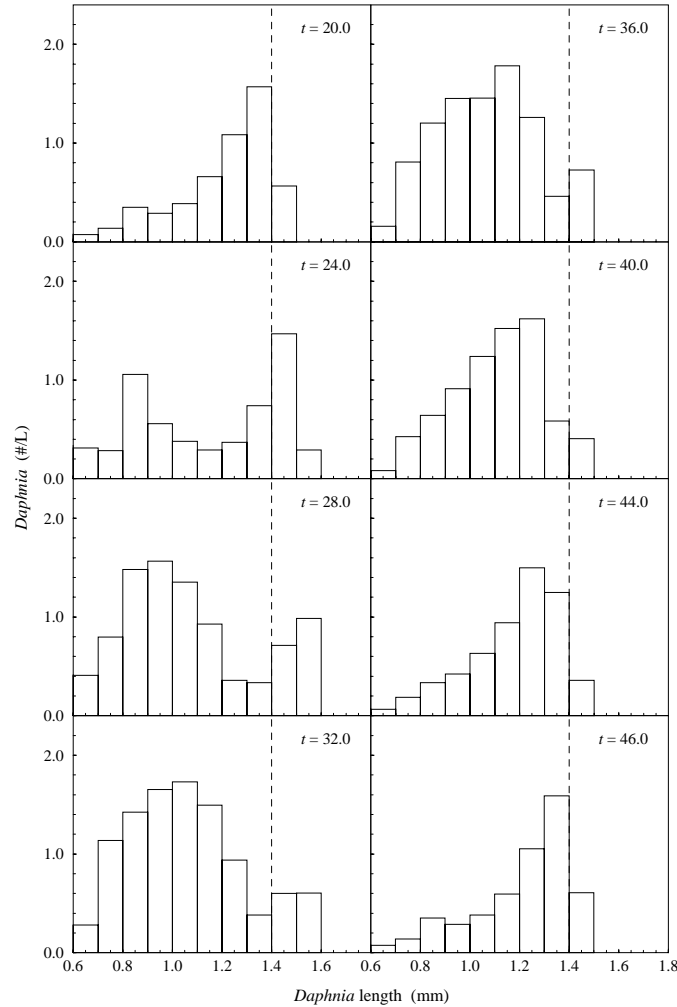 t = 20.0
t = 36.0
2.0
1.0
0.0
t = 24.0
t = 40.0
2.0
1.0
0.0
t = 28.0
t = 44.0
2.0
1.0
0.0
t = 32.0
t = 46.0
2.0
1.0
0.0
Daphnia (#/L)
0.6 0.8 1.0 1.2 1.4 1.6 0.6 0.8 1.0 1.2 1.4 1.6 1.8
Daphnia length (mm)